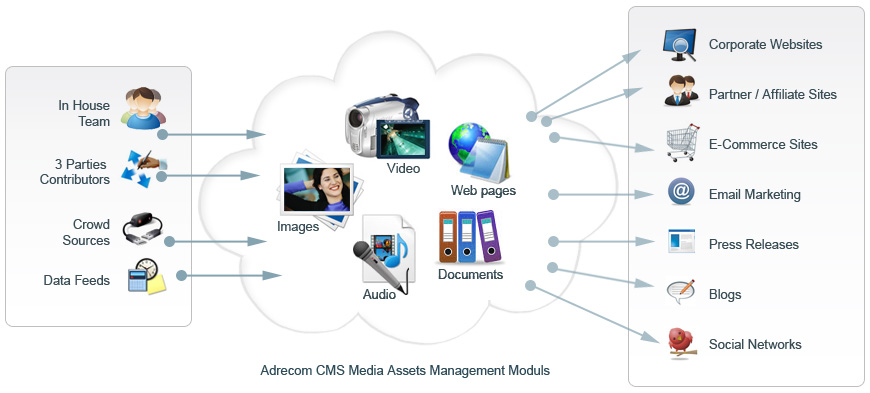 In House
Team
3 Parties
Contributors
Crowd
Sources
Data Feeds
Video
Web pages
Images
Documents
Audio
Corporate Websites
Partner / Affiliate Sites
E-Commerce Sites
@
Email Marketing
Press Releases
Blogs
Social Networks
Adrecom CMS Media Assets Management Moduls